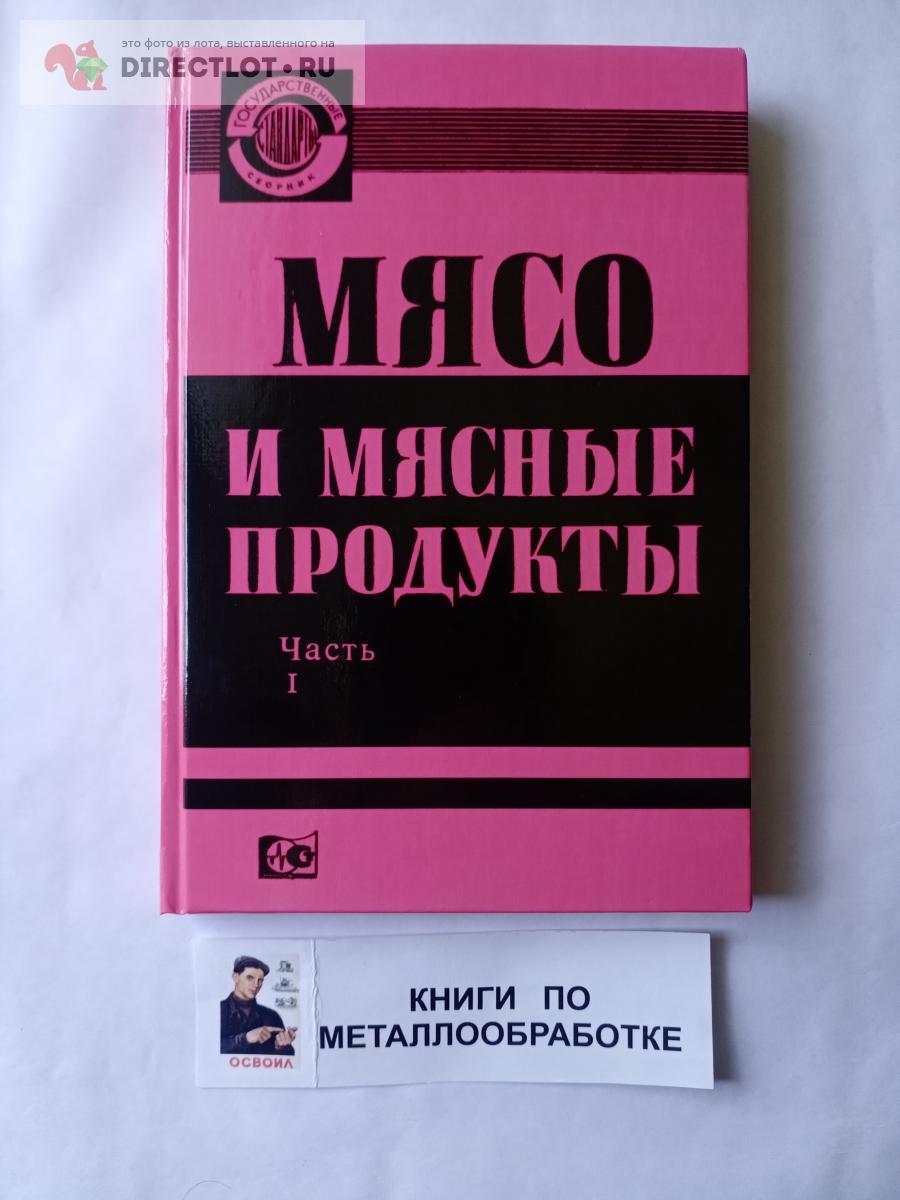 это фото из лота, выставленного на
DIRECTLOT.RU
ГОСУДАРСТВЕННЫЕ
СТАНДАРТЫ
СБОРНИК
МЯСО
И МЯСНЫЕ
ПРОДУКТЫ
Часть
I
КНИГИ ПО
МЕТАЛЛООБРАБОТКЕ
ОСВОИЛ